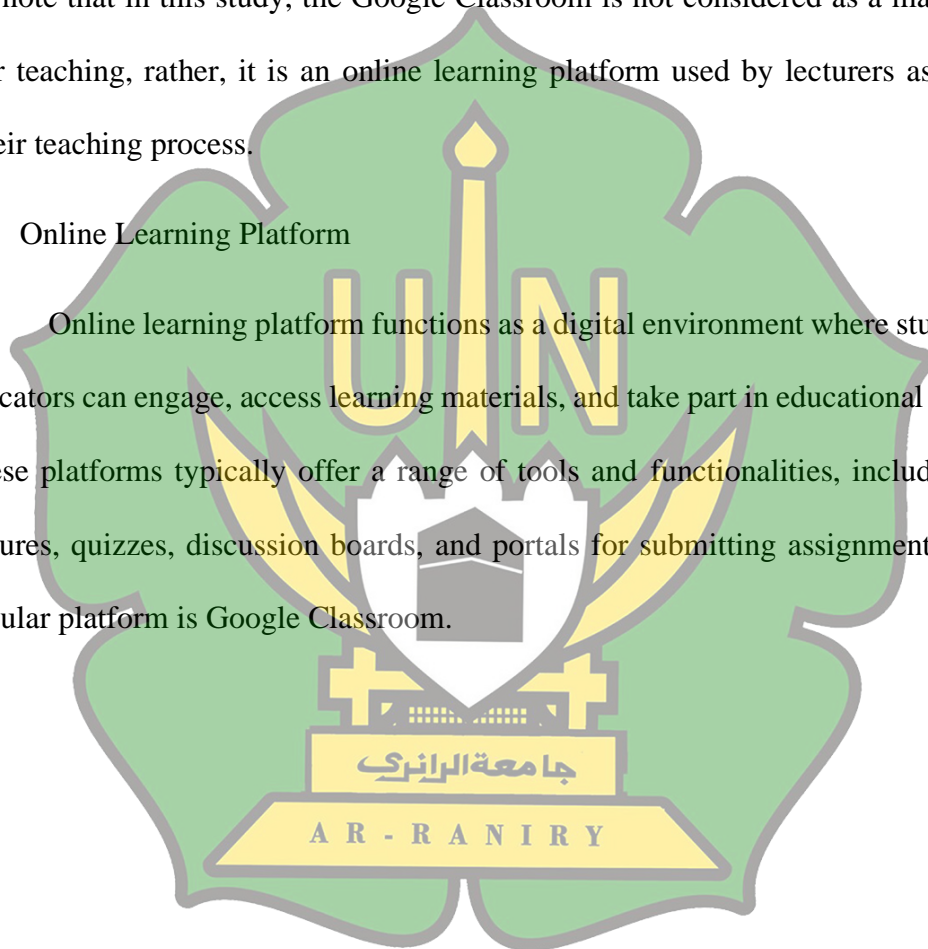 note that in this study, the Google Classroom is not considered as a
r teaching, rather, it is an online learning platform used by lecturers as
eir teaching process.
Online Learning Platform
Online learning platform functions as a digital environment where stu
cators can engage, access learning materials, and take part in educational
ese platforms typically offer a range of tools and functionalities, includ
ures, quizzes, discussion boards, and portals for submitting assignment
ular platform is Google Classroom.
UIN
جامعةالرانري
AR-RANIRY